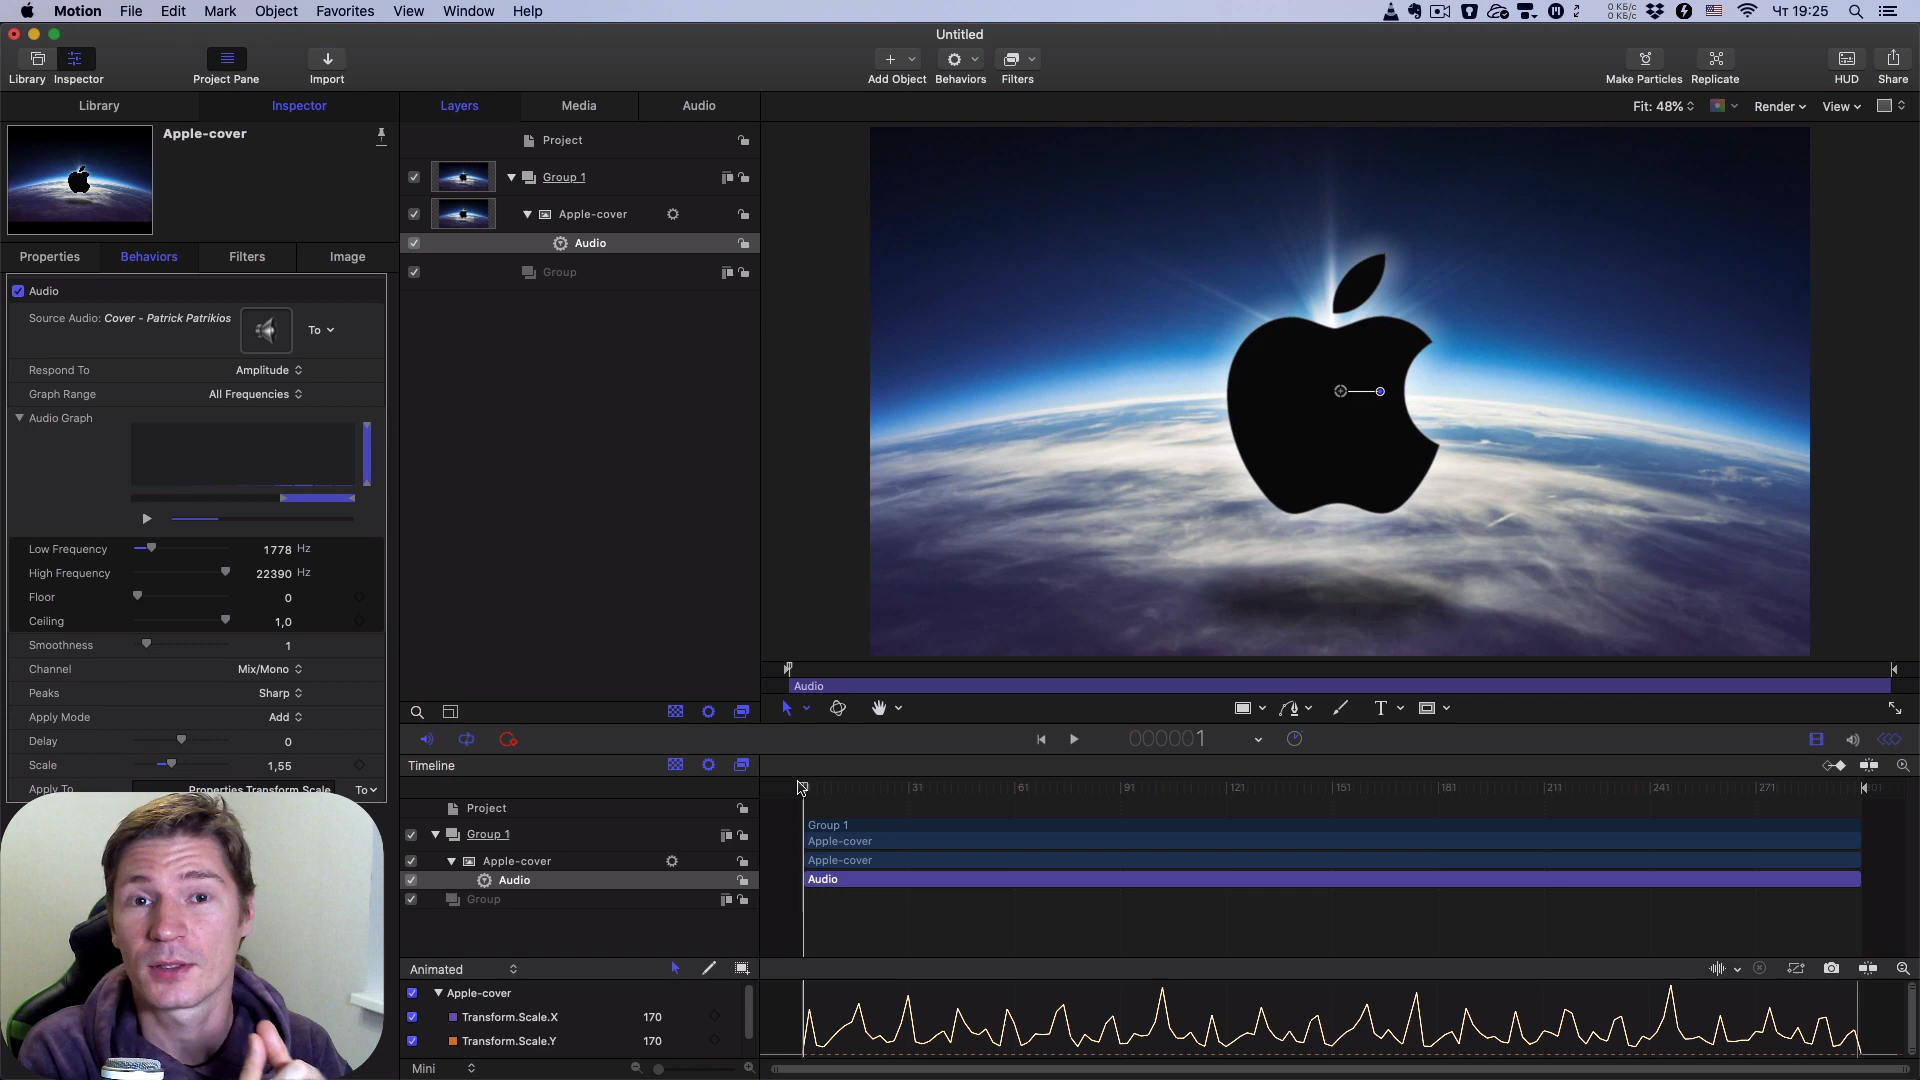 Motion File Edit Mark Object Favorites View Window Help
0 КБ/с
0 КБ/с
Чт 19:25
Untitled
Library Inspector Project Pane Import Add Object Behaviors Filters Make Particles Replicate HUD Share
Library Inspector Layers Media Audio Fit: 48% Render View
Apple-cover
Project
Group 1
Apple-cover
Audio
Group
Properties Behaviors Filters Image
Audio
Source Audio: Cover - Patrick Patrikios To
Respond To Amplitude
Graph Range All Frequencies
Audio Graph
Low Frequency 1778 Hz
High Frequency 22390 Hz
Floor 0
Ceiling 1,0
Smoothness 1
Channel Mix/Mono
Peaks Sharp
Apply Mode Add
Delay 0
Scale 1,55
Apply To Properties.Transform.Scale To
Audio
T
000001
Timeline
31 61 91 121 151 181 211 241 271 301
Project
Group 1
Apple-cover
Audio
Group
Group 1
Apple-cover
Apple-cover
Audio
Animated
Apple-cover
Transform.Scale.X 170
Transform.Scale.Y 170
Mini